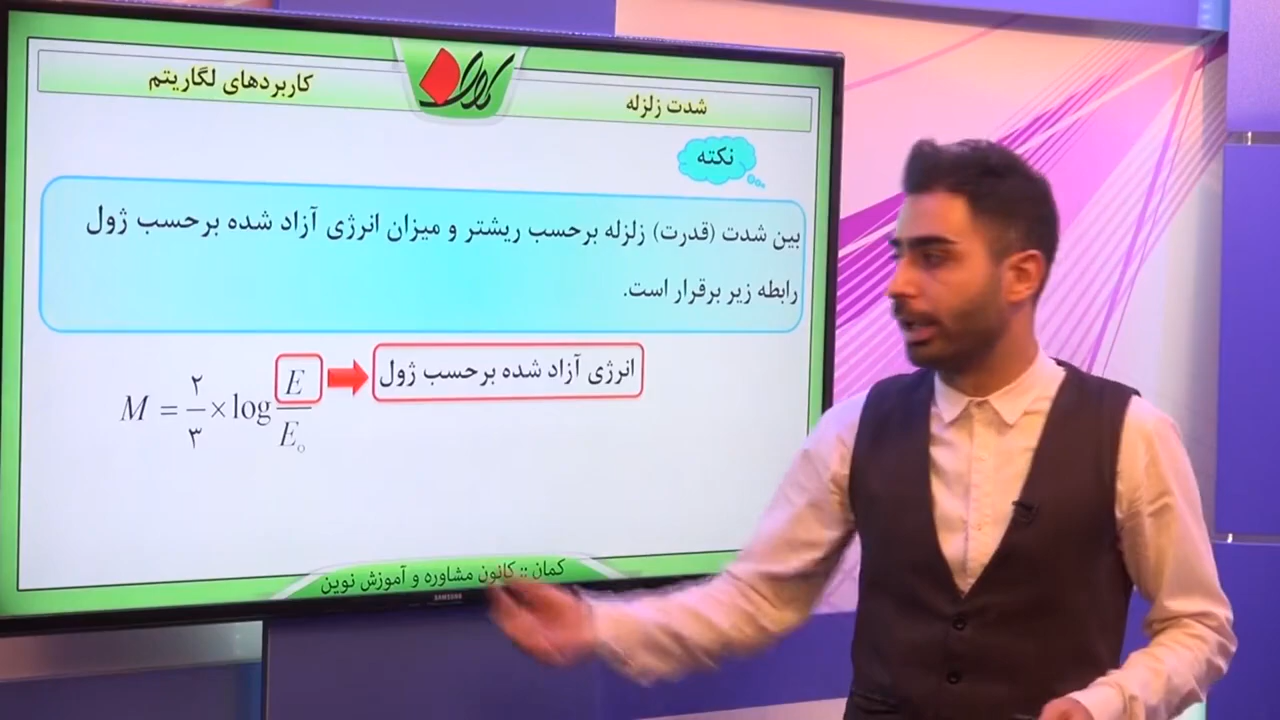 شدت زلزله
کاربردهای لگاریتم
نکته
بین شدت (قدرت) زلزله برحسب ریشتر و میزان انرژی آزاد شده برحسب ژول
رابطه زیر برقرار است.
M = ۲/۳ × log E/E₀
انرژی آزاد شده برحسب ژول
کمان :: کانون مشاوره و آموزش نوین
SAMSUNG